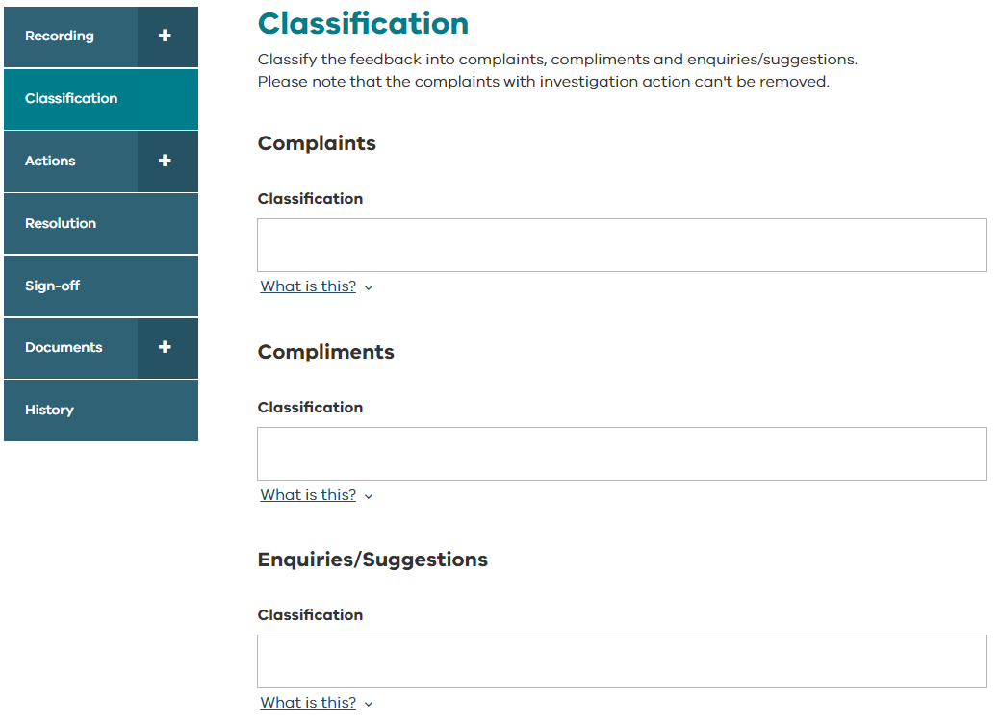 Recording
Classification
Actions
Resolution
Sign-off
Documents
History
Classification
Classify the feedback into complaints, compliments and enquiries/suggestions.
Please note that the complaints with investigation action can't be removed.
Complaints
Classification
What is this?
Compliments
Classification
What is this?
Enquiries/Suggestions
Classification
What is this?